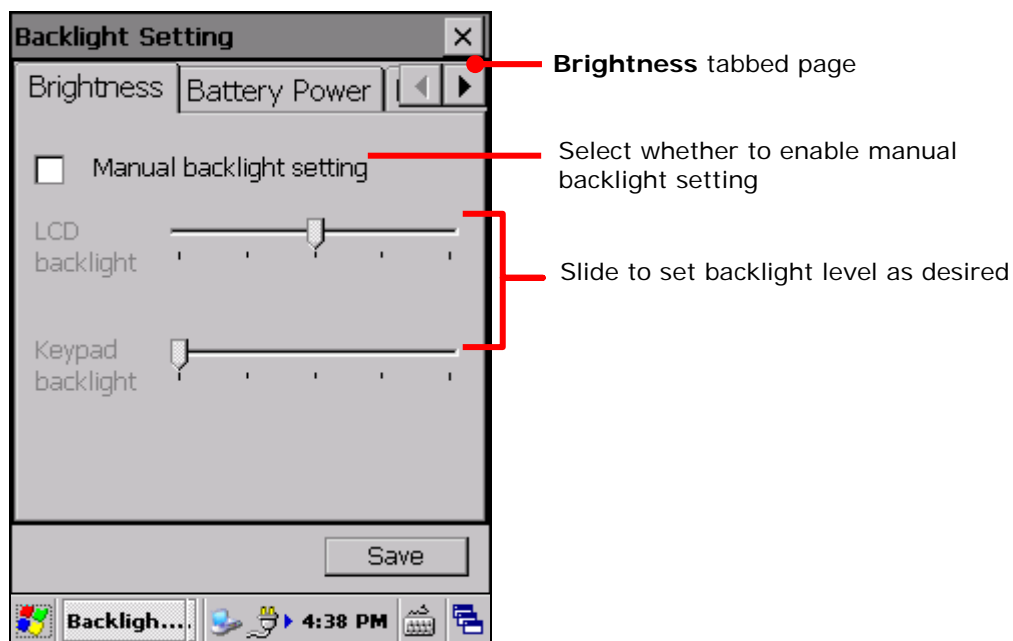 Backlight Setting
Brightness
Battery Power
Manual backlight setting
LCD
backlight
Keypad
backlight
Save
Backligh...
4:38 PM
Brightness tabbed page
Select whether to enable manual
backlight setting
Slide to set backlight level as desired